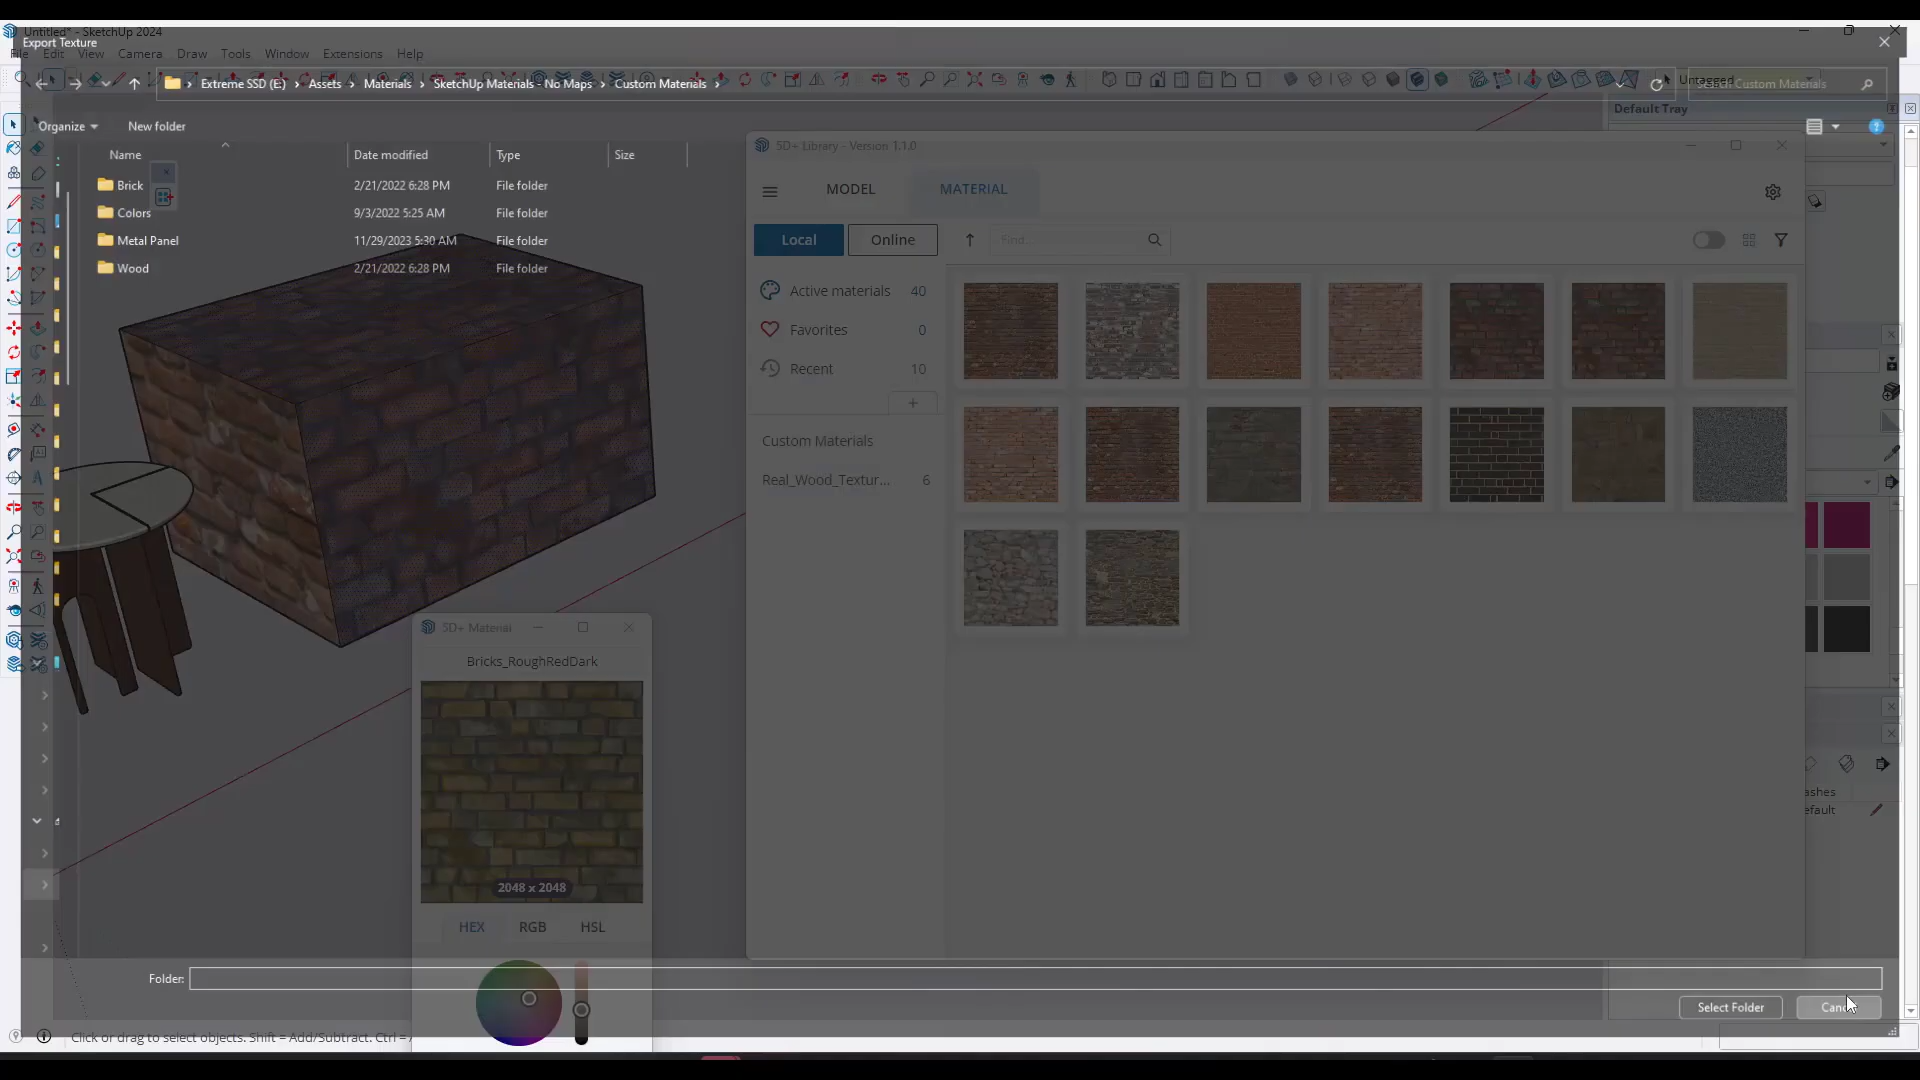 Untitled* - SketchUp 2024
Export Texture
File Edit View Camera Draw Tools Window Extensions Help
Extreme SSD (E:) Assets Materials SketchUp Materials - No Maps Custom Materials
Search Custom Materials
Untagged
Default Tray
Organize New folder
Name Date modified Type Size
Brick 2/21/2022 6:28 PM File folder
Colors 9/3/2022 5:25 AM File folder
Metal Panel 11/29/2023 5:30 AM File folder
Wood 2/21/2022 6:28 PM File folder
5D+ Library - Version 1.1.0
MODEL MATERIAL
Local Online
Find...
Active materials 40
Favorites 0
Recent 10
+
Custom Materials
Real_Wood_Textur... 6
5D+ Material
Bricks_RoughRedDark
2048 x 2048
HEX RGB HSL
ashes
efault
Folder:
Select Folder
Click or drag to select objects. Shift = Add/Subtract. Ctrl =